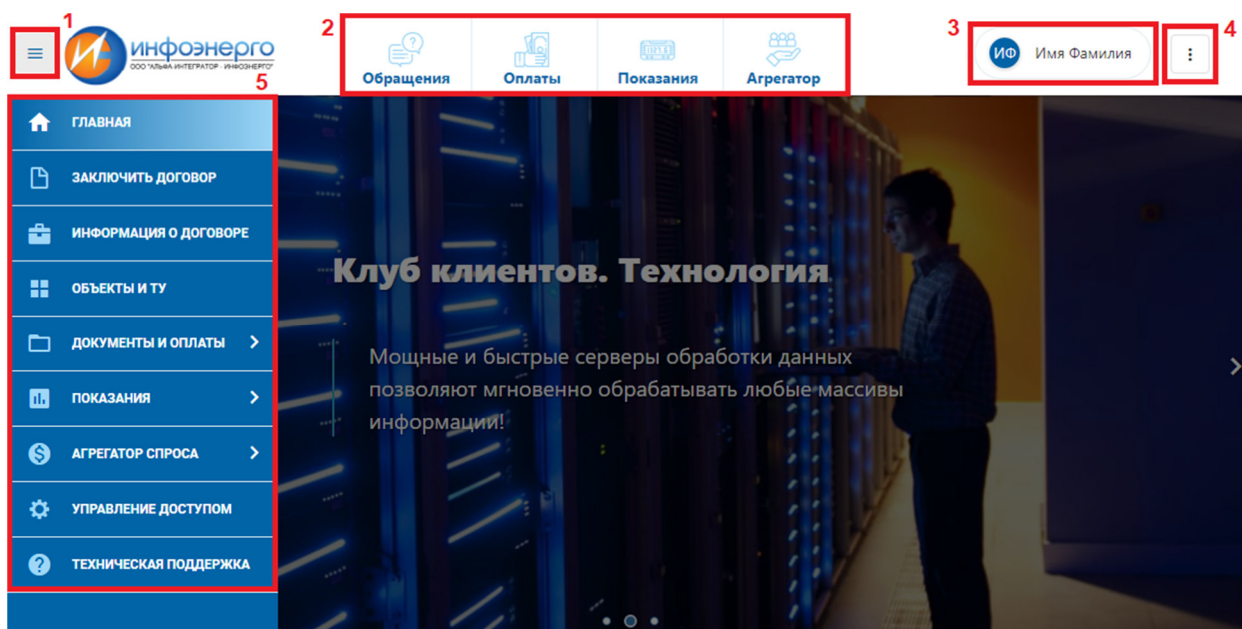 1
2
3
4
5
ИНФОЭНЕРГО
ООО "АЛЬФА ИНТЕГРАТОР - ИНФОЭНЕРГО"
Обращения
Оплаты
Показания
Агрегатор
ИФ Имя Фамилия
ГЛАВНАЯ
ЗАКЛЮЧИТЬ ДОГОВОР
ИНФОРМАЦИЯ О ДОГОВОРЕ
ОБЪЕКТЫ И ТУ
ДОКУМЕНТЫ И ОПЛАТЫ
ПОКАЗАНИЯ
АГРЕГАТОР СПРОСА
УПРАВЛЕНИЕ ДОСТУПОМ
ТЕХНИЧЕСКАЯ ПОДДЕРЖКА
Клуб клиентов. Технология
Мощные и быстрые серверы обработки данных
позволяют мгновенно обрабатывать любые массивы
информации!